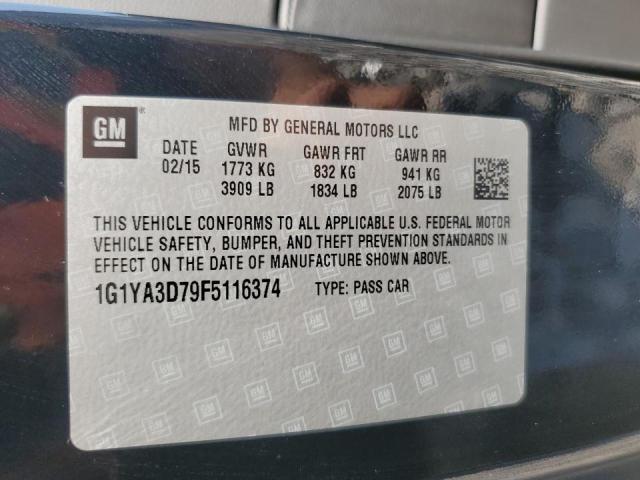 GM
MFD BY GENERAL MOTORS LLC
DATE GVWR GAWR FRT GAWR RR
02/15 1773 KG 832 KG 941 KG
3909 LB 1834 LB 2075 LB
THIS VEHICLE CONFORMS TO ALL APPLICABLE U.S. FEDERAL MOTOR
VEHICLE SAFETY, BUMPER, AND THEFT PREVENTION STANDARDS IN
EFFECT ON THE DATE OF MANUFACTURE SHOWN ABOVE.
1G1YA3D79F5116374 TYPE: PASS CAR